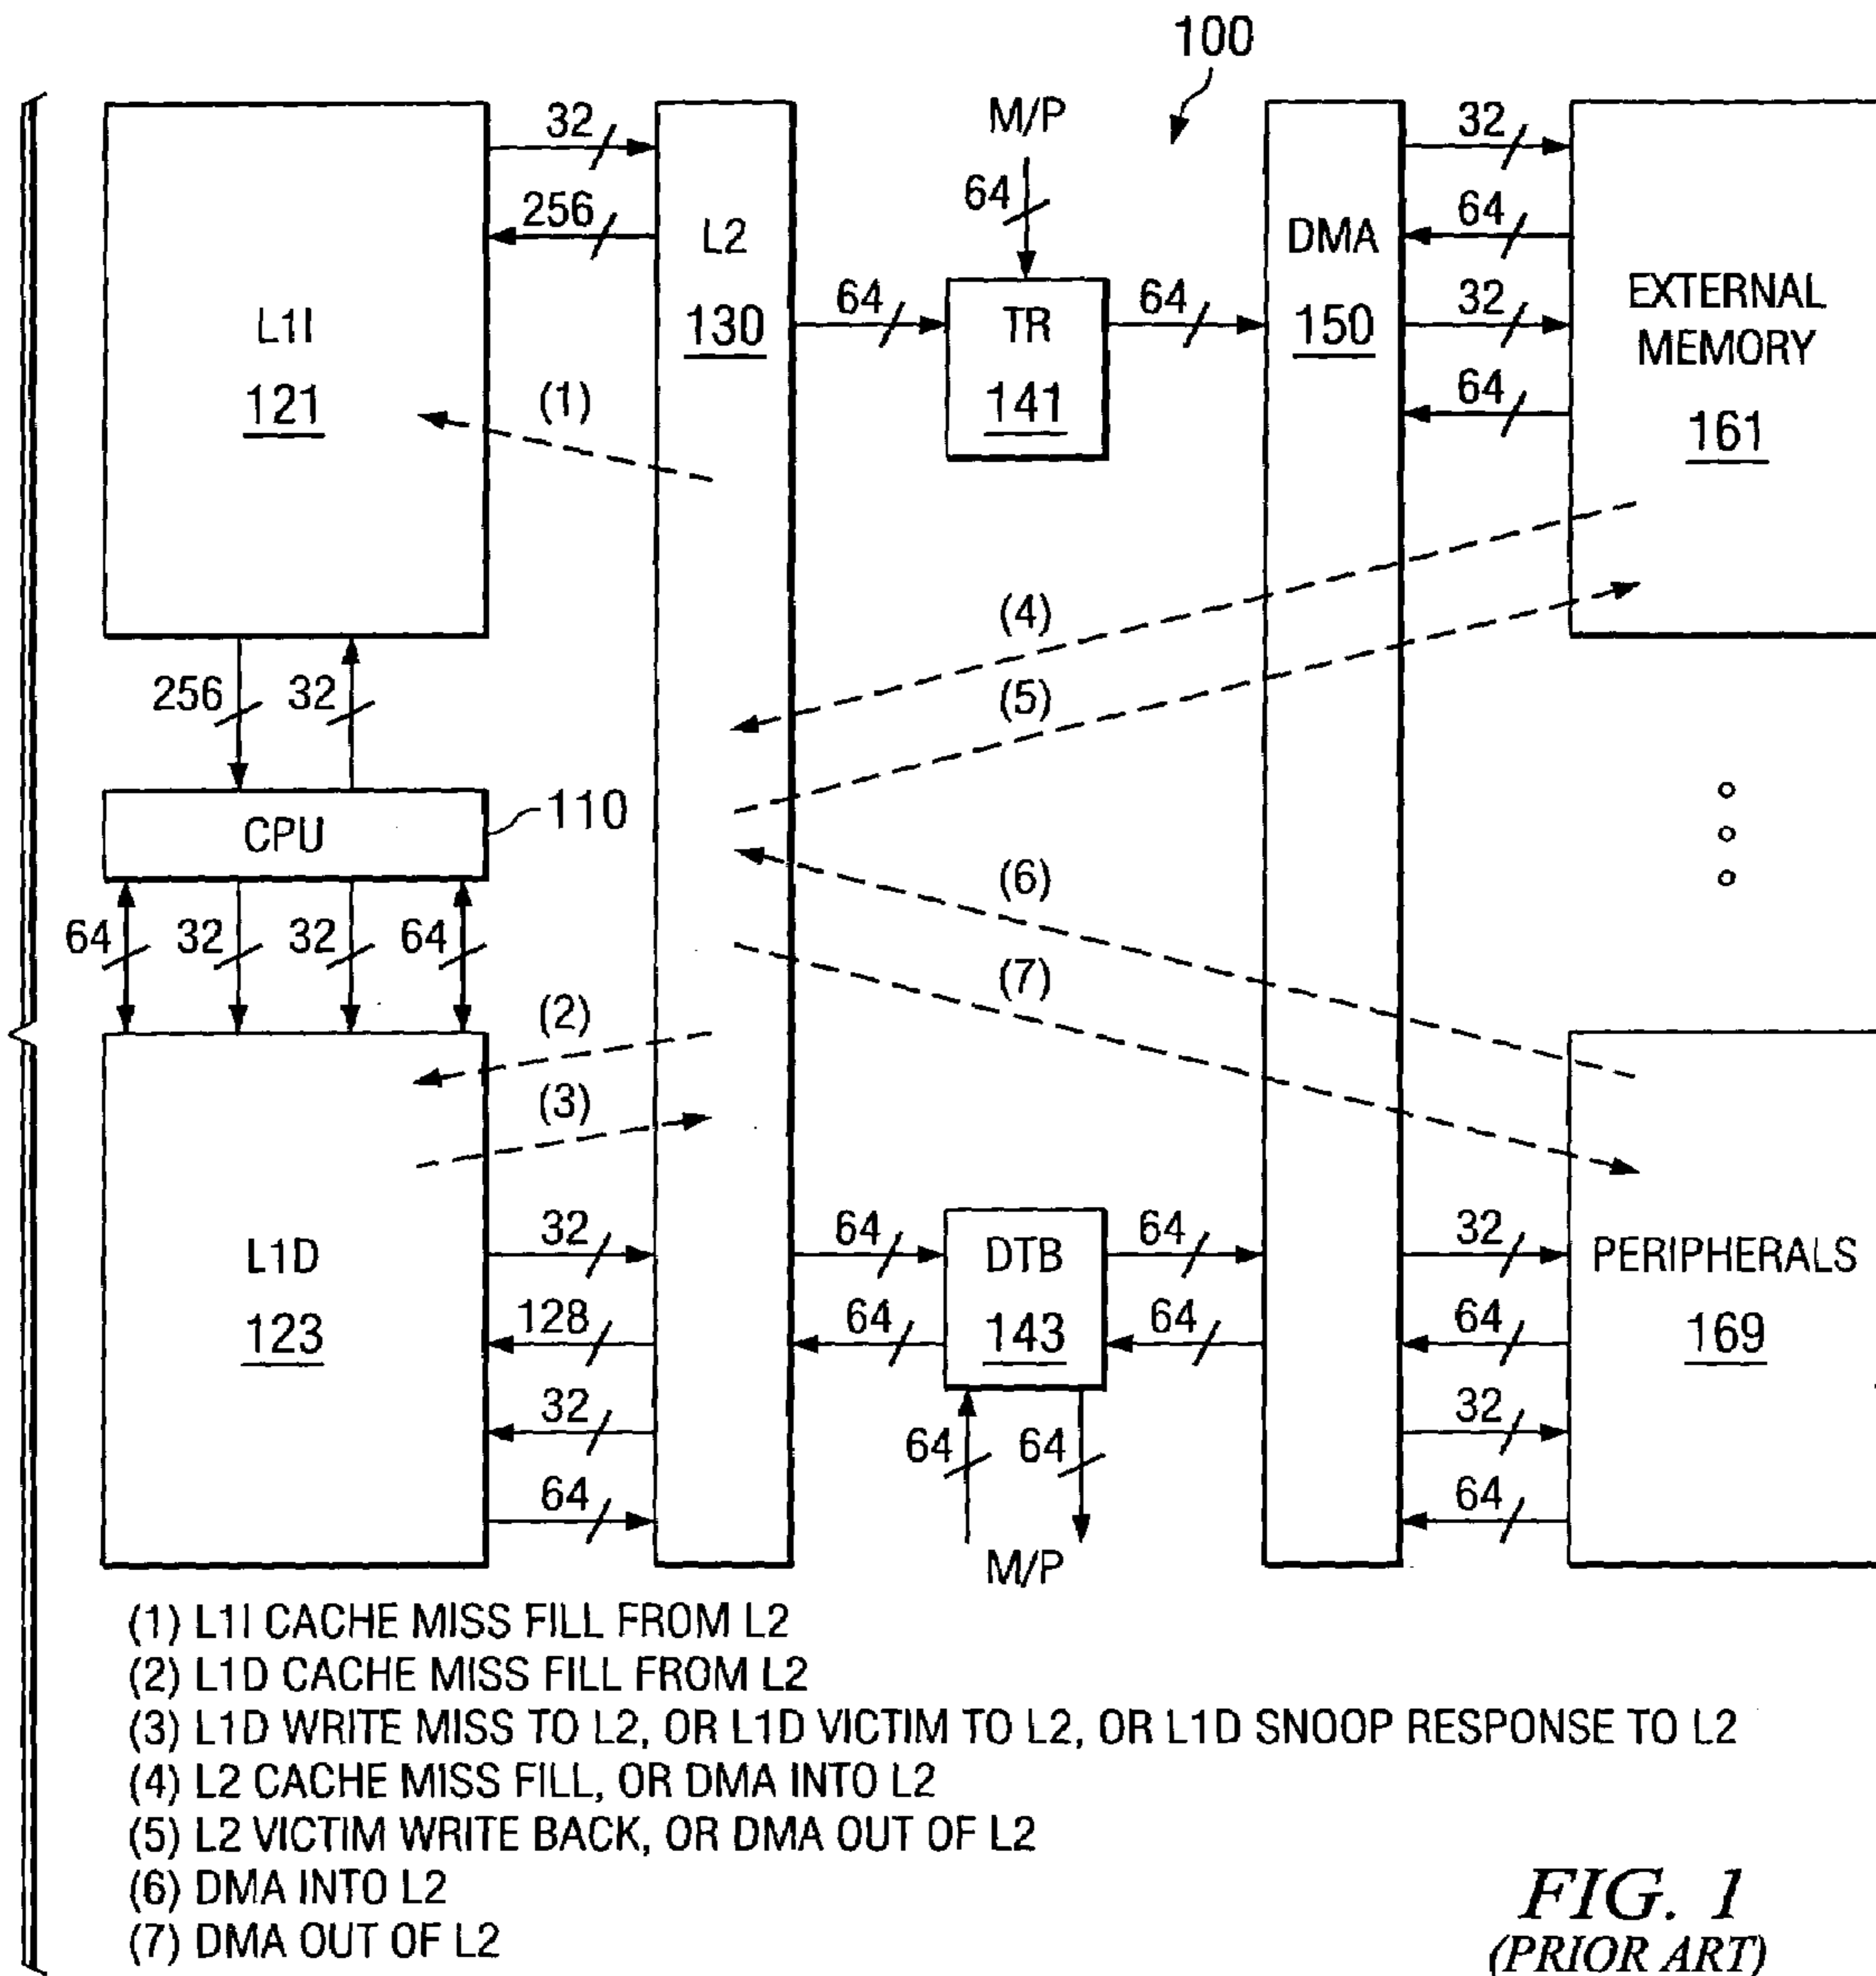 100
M/P
32
32
256
64
64
L2
DMA
EXTERNAL
MEMORY
64
64
32
L1I
130
TR
150
121
141
64
161
(1)
(4)
256
32
(5)
CPU
110
(6)
64
32
32
64
(7)
(2)
(3)
32
64
64
32
L1D
DTB
PERIPHERALS
123
128
64
143
64
64
169
32
64
64
32
64
64
M/P
(1) L1I CACHE MISS FILL FROM L2
(2) L1D CACHE MISS FILL FROM L2
(3) L1D WRITE MISS TO L2, OR L1D VICTIM TO L2, OR L1D SNOOP RESPONSE TO L2
(4) L2 CACHE MISS FILL, OR DMA INTO L2
(5) L2 VICTIM WRITE BACK, OR DMA OUT OF L2
(6) DMA INTO L2
(7) DMA OUT OF L2
FIG. 1
(PRIOR ART)